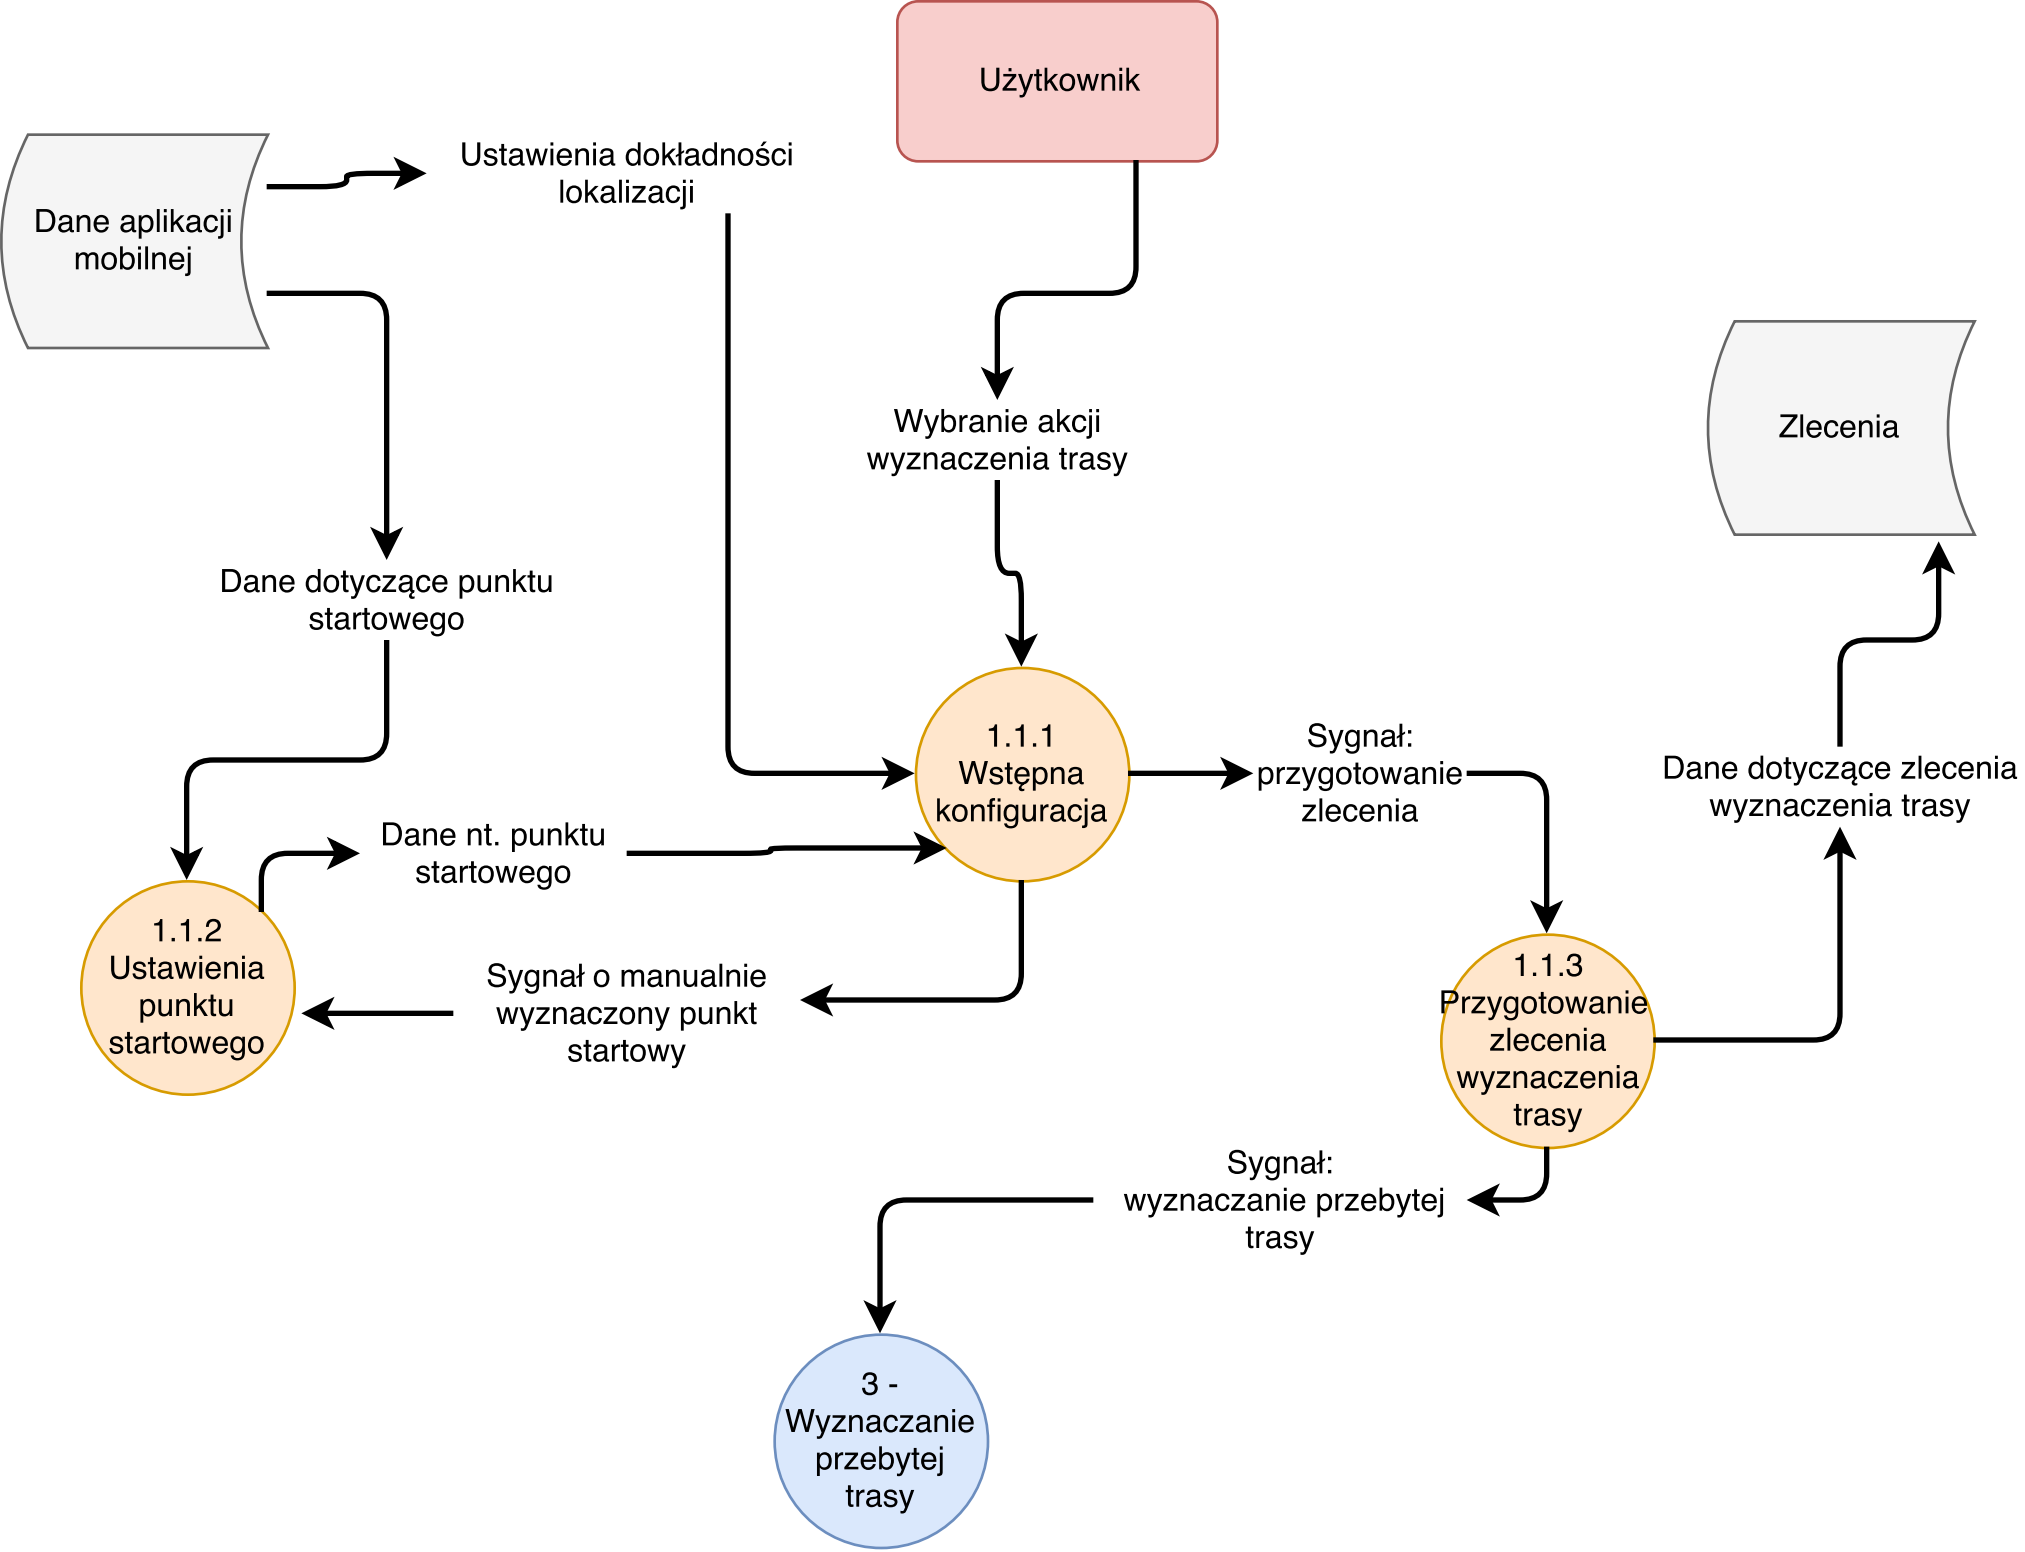 Użytkownik
Ustawienia dokładności
lokalizacji
Dane aplikacji
mobilnej
Wybranie akcji
wyznaczenia trasy
Zlecenia
Dane dotyczące punktu
startowego
1.1.1
Wstępna
konfiguracja
Sygnał:
przygotowanie
zlecenia
Dane dotyczące zlecenia
wyznaczenia trasy
Dane nt. punktu
startowego
1.1.2
Ustawienia
punktu
startowego
Sygnał o manualnie
wyznaczony punkt
startowy
1.1.3
Przygotowanie
zlecenia
wyznaczenia
trasy
Sygnał:
wyznaczanie przebytej
trasy
3 -
Wyznaczanie
przebytej
trasy